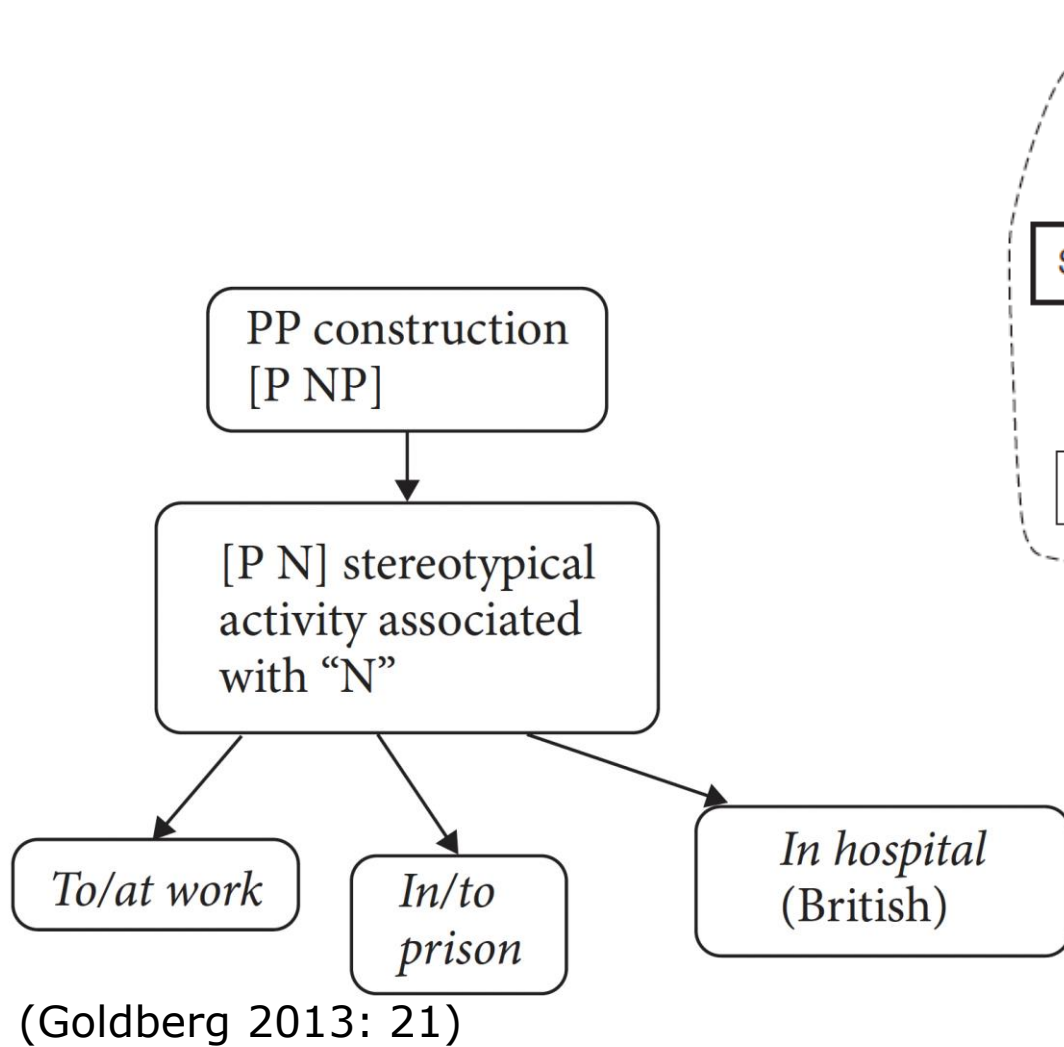 PP construction
[P NP]
[P N] stereotypical
activity associated
with “N”
To/at work
In/to
prison
In hospital
(British)
(Goldberg 2013: 21)